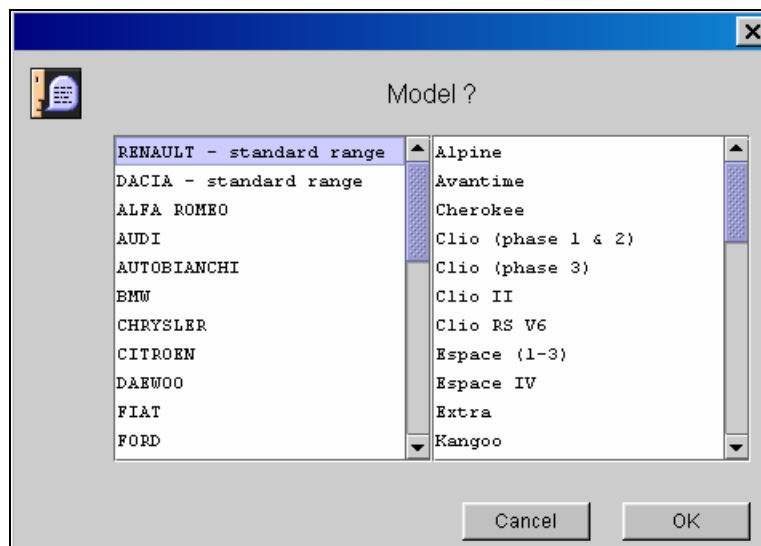 Model ?
RENAULT - standard range
DACIA - standard range
ALFA ROMEO
AUDI
AUTOBIANCHI
BMW
CHRYSLER
CITROEN
DAEWOO
FIAT
FORD
Alpine
Avantime
Cherokee
Clio (phase 1 & 2)
Clio (phase 3)
Clio II
Clio RS V6
Espace (1-3)
Espace IV
Extra
Kangoo
Cancel
OK